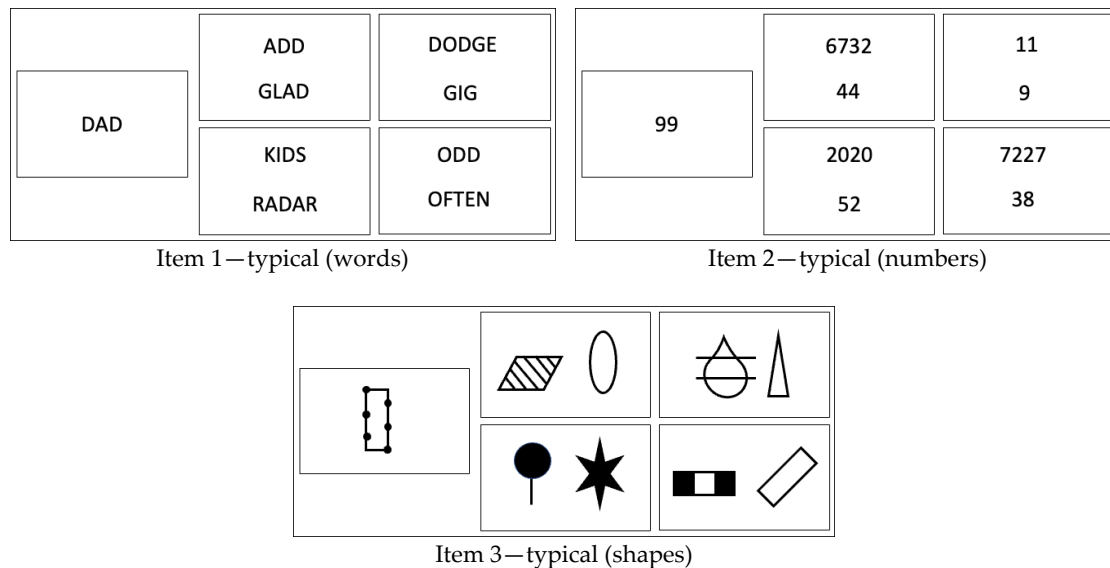 DAD
ADD
GLAD
DODGE
GIG
KIDS
RADAR
ODD
OFTEN
Item 1—typical (words)
99
6732
44
11
9
2020
52
7227
38
Item 2—typical (numbers)
Item 3—typical (shapes)